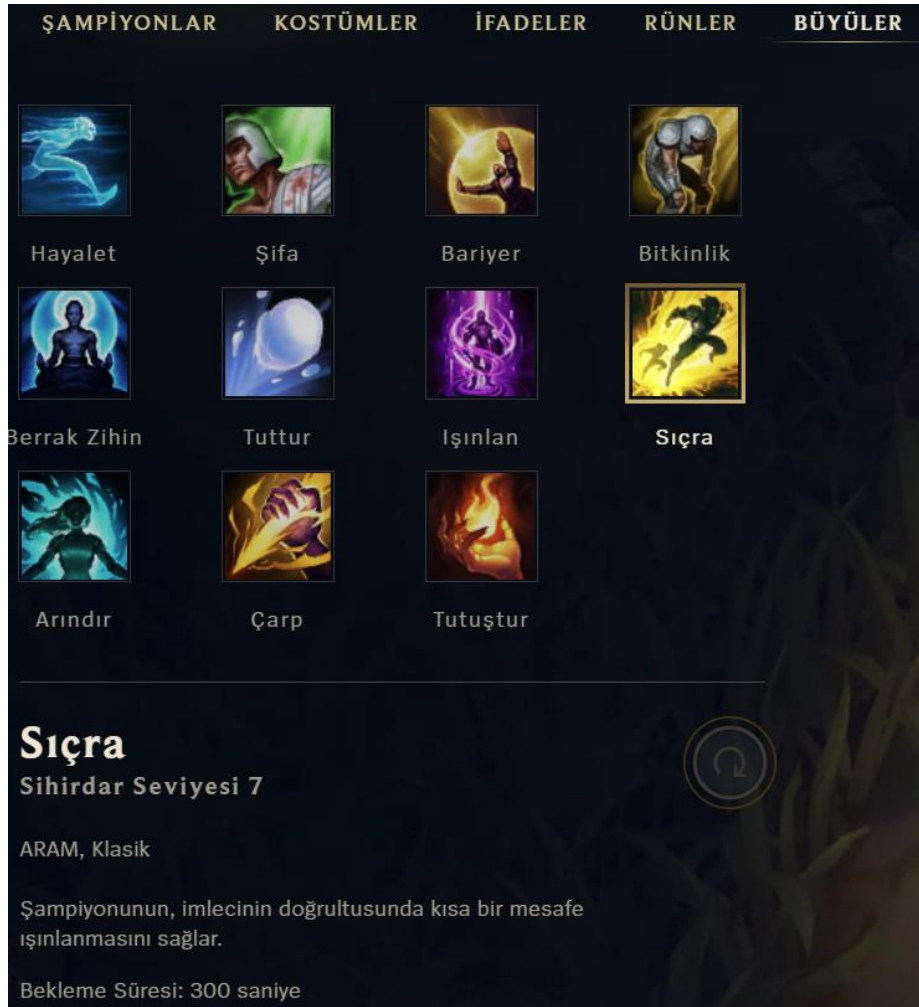 ŞAMPİYONLAR KOSTÜMLER İFADELER RÜNLER BÜYÜLER
Hayalet Şifa Bariyer Bitkinlik
Berrak Zihin Tuttur Işınlan Sıçra
Arındır Çarp Tutuştur
Sıçra
Sihirdar Seviyesi 7
ARAM, Klasik
Şampiyonunun, imlecinin doğrultusunda kısa bir mesafe
ışınlanmasını sağlar.
Bekleme Süresi: 300 saniye